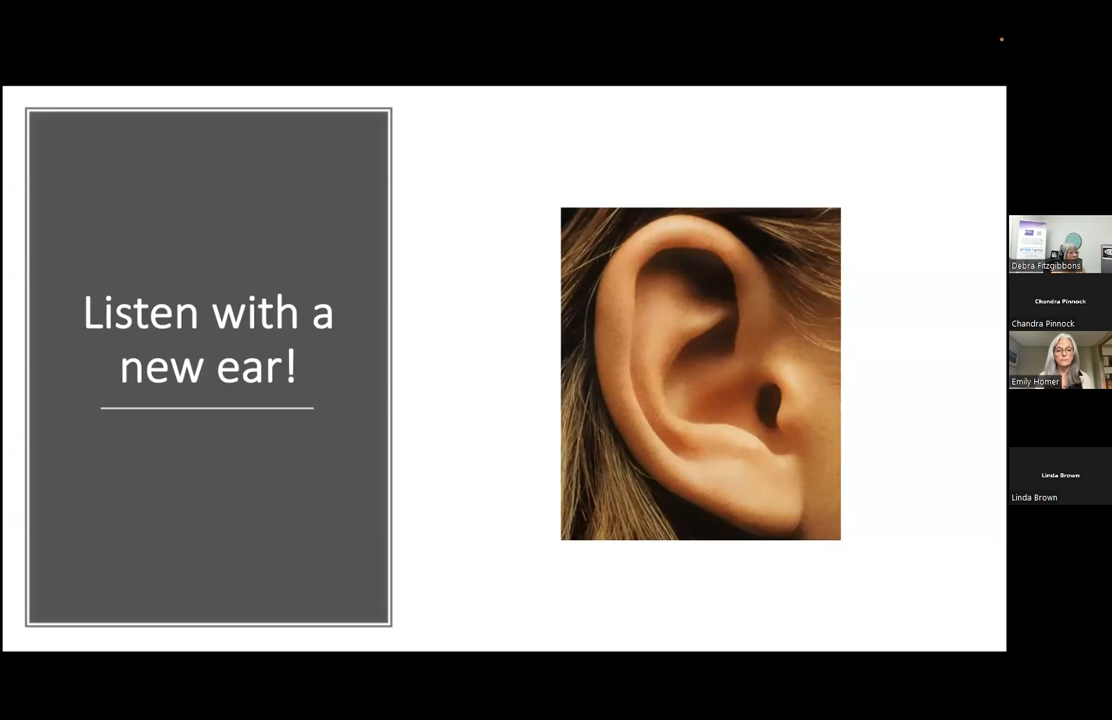 Listen with a
new ear!
Debra Fitzgibbons
Chandra Pinnock
Chandra Pinnock
Emily Homer
Linda Brown
Linda Brown